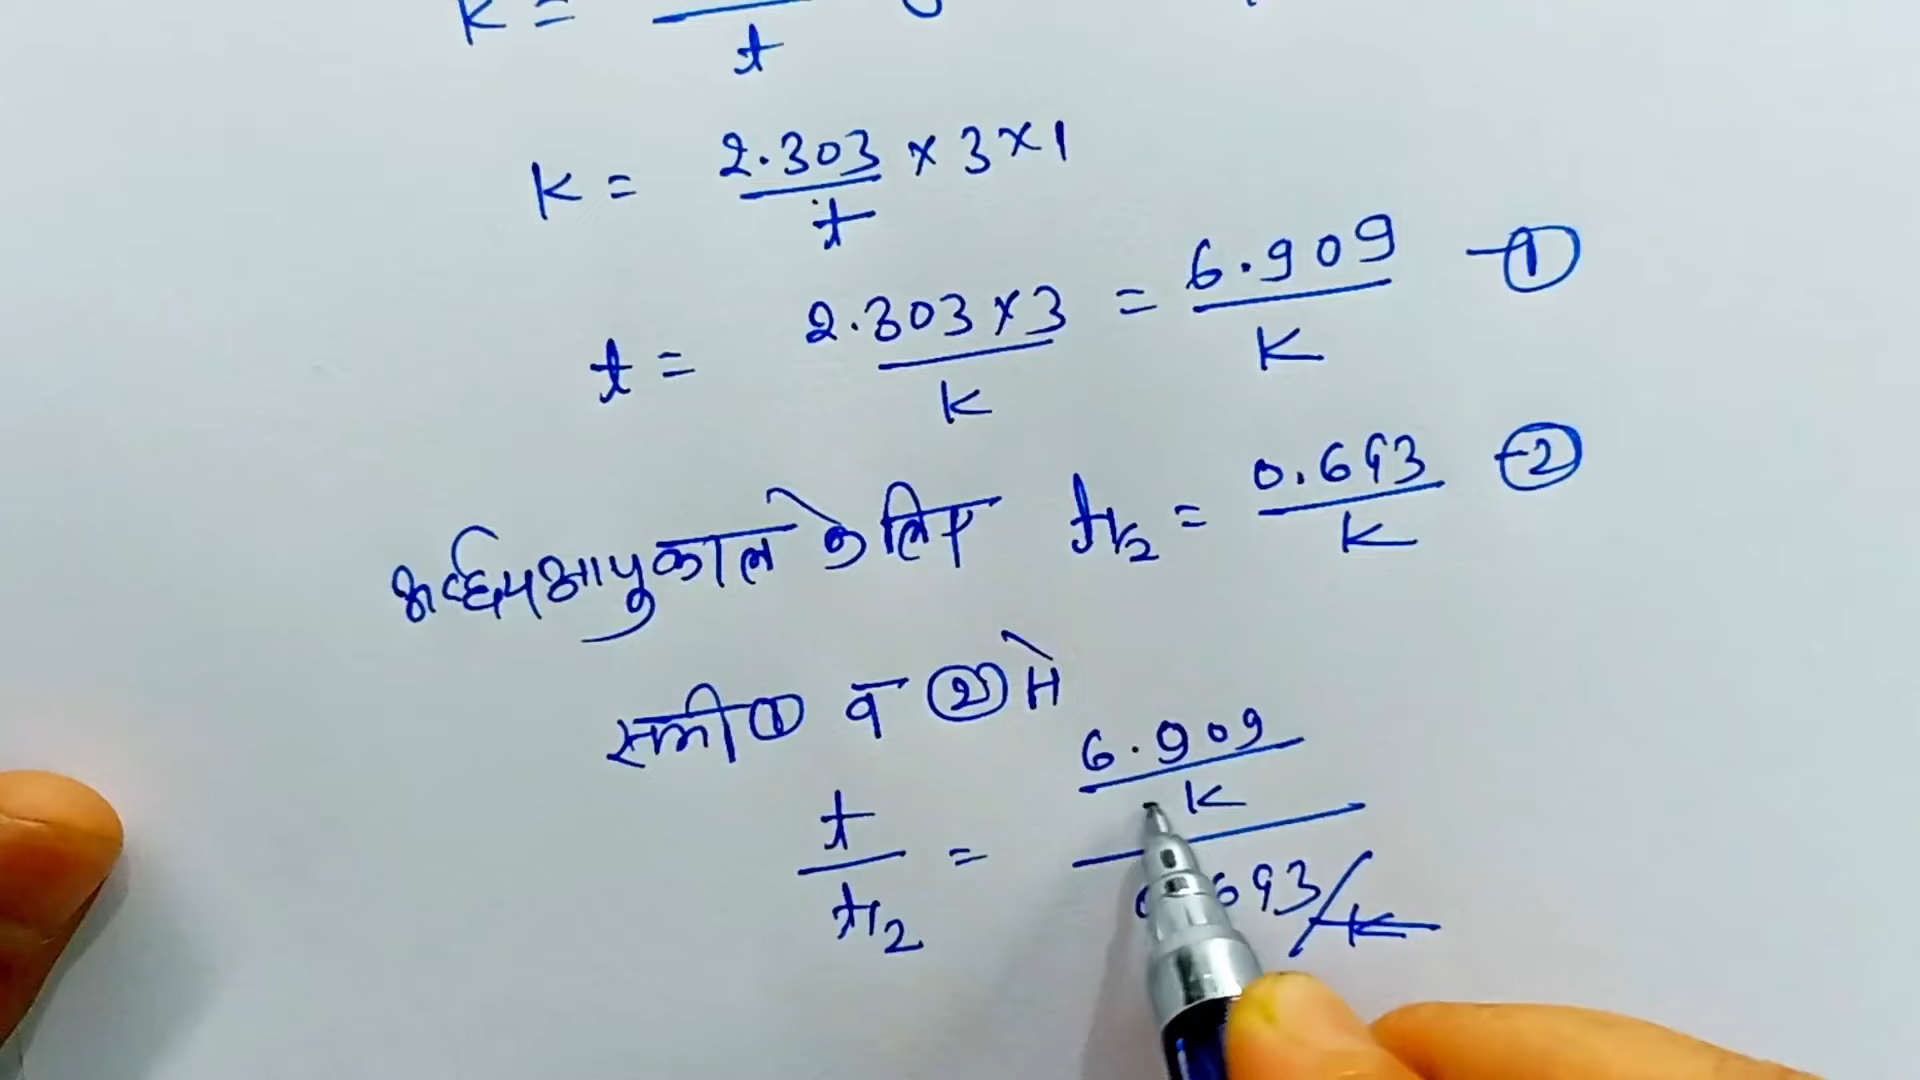 K =
t
K = 2.303/t × 3 × 1
t = 2.303 × 3/K = 6.909/K -①
अर्ध्दयआयुकाल के लिए t1/2 = 0.693/K -②
समी ① व ② से
t/t1/2 = 6.909/K / 0.693/K